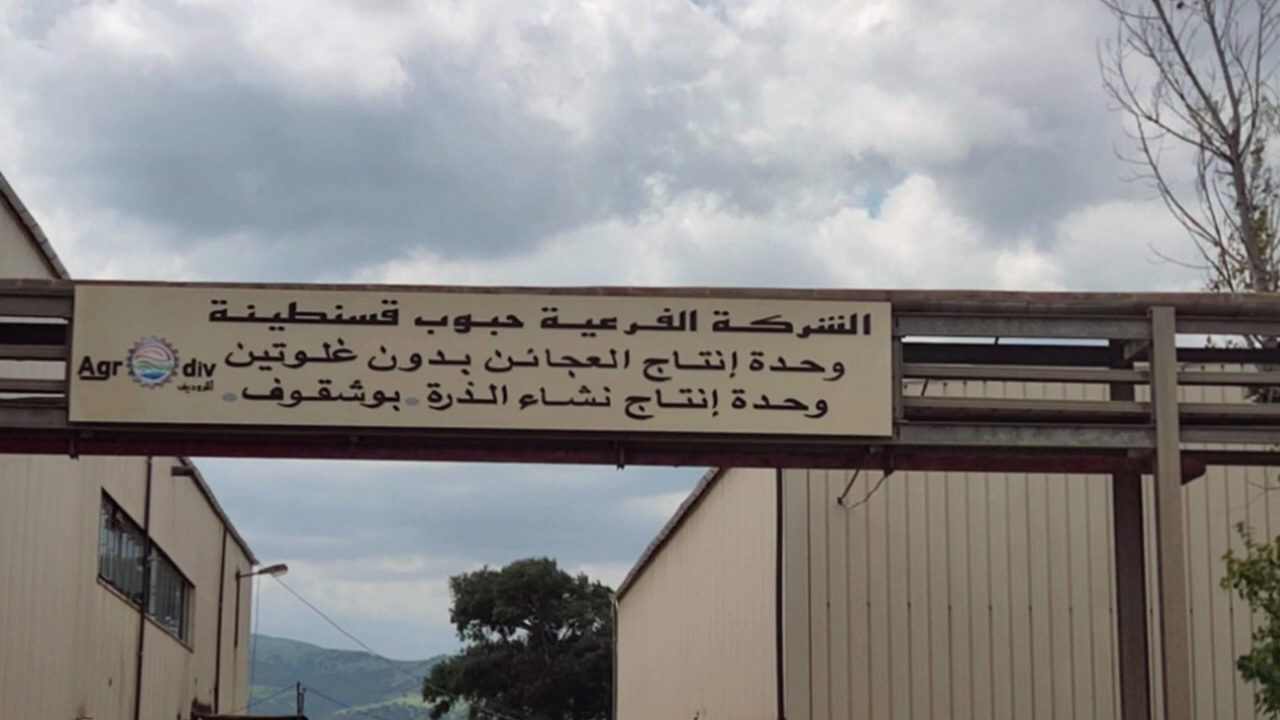 الشركة الفرعية حبوب قسنطينة
وحدة إنتاج العجائن بدون غلوتين
وحدة إنتاج نشاء الذرة بوشقوف
Agr div
أقروديف